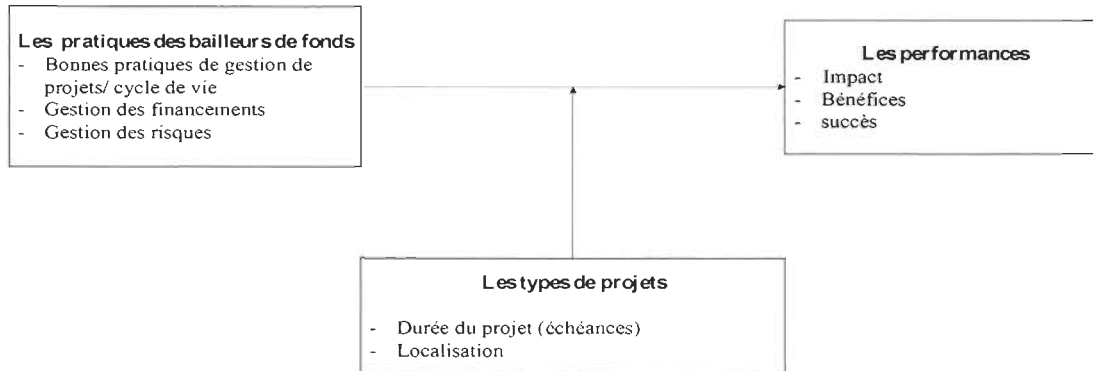 Les pratiques des bailleurs de fonds
- Bonnes pratiques de gestion de
projets/ cycle de vie
- Gestion des financements
- Gestion des risques
Les performances
- Impact
- Bénéfices
- succès
Les types de projets
- Durée du projet (échéances)
- Localisation